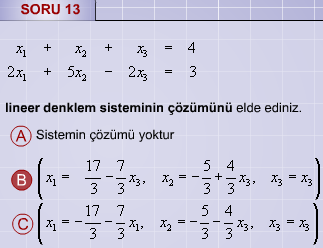 SORU 13
x₁ + x₂ + x₃ = 4
2x₁ + 5x₂ − 2x₃ = 3
lineer denklem sisteminin çözümünü elde ediniz.
A Sistemin çözümü yoktur
B (x₁ = 17/3 − 7/3 x₃, x₂ = −5/3 + 4/3 x₃, x₃ = x₃)
C (x₁ = −17/3 − 7/3 x₁, x₂ = −5/3 − 4/3 x₃, x₃ = x₃)